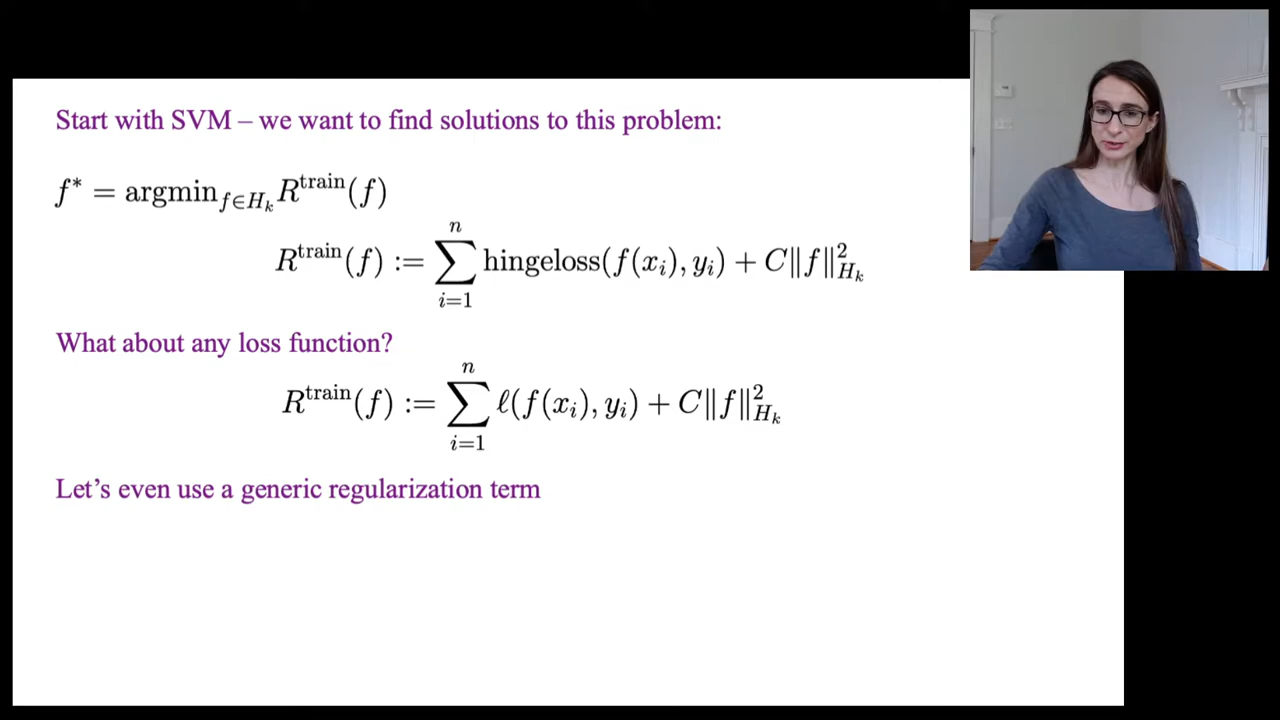 Start with SVM – we want to find solutions to this problem:
f* = argmin_{f∈H_k} R^{train}(f)
R^{train}(f) := \sum_{i=1}^{n} hingeloss(f(x_i), y_i) + C‖f‖^2_{H_k}
What about any loss function?
R^{train}(f) := \sum_{i=1}^{n} ℓ(f(x_i), y_i) + C‖f‖^2_{H_k}
Let’s even use a generic regularization term